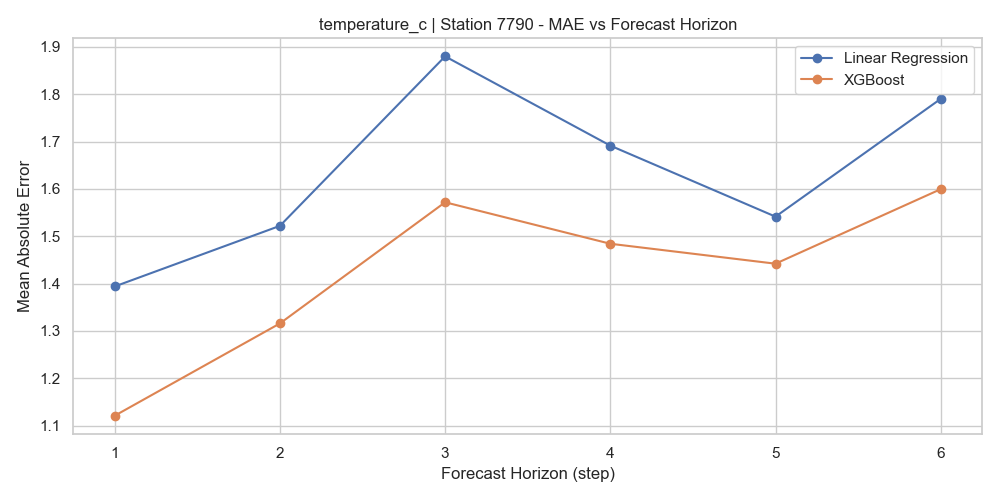 temperature_c | Station 7790 - MAE vs Forecast Horizon
Linear Regression
XGBoost
Mean Absolute Error
1.9
1.8
1.7
1.6
1.5
1.4
1.3
1.2
1.1
1 2 3 4 5 6
Forecast Horizon (step)